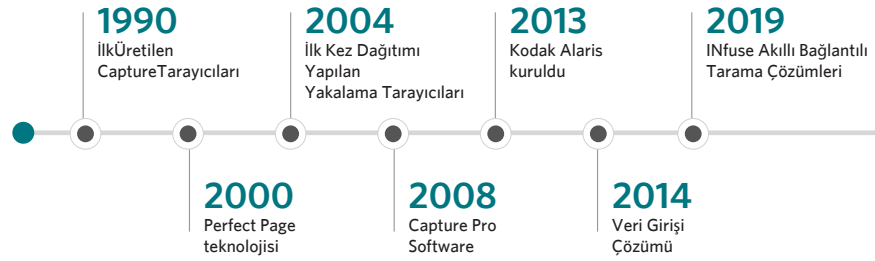 1990
İlkÜretilen
CaptureTarayıcıları
2004
İlk Kez Dağıtımı
Yapılan
Yakalama Tarayıcıları
2013
Kodak Alaris
kuruldu
2019
INfuse Akıllı Bağlantılı
Tarama Çözümleri
2000
Perfect Page
teknolojisi
2008
Capture Pro
Software
2014
Veri Girişi
Çözümü